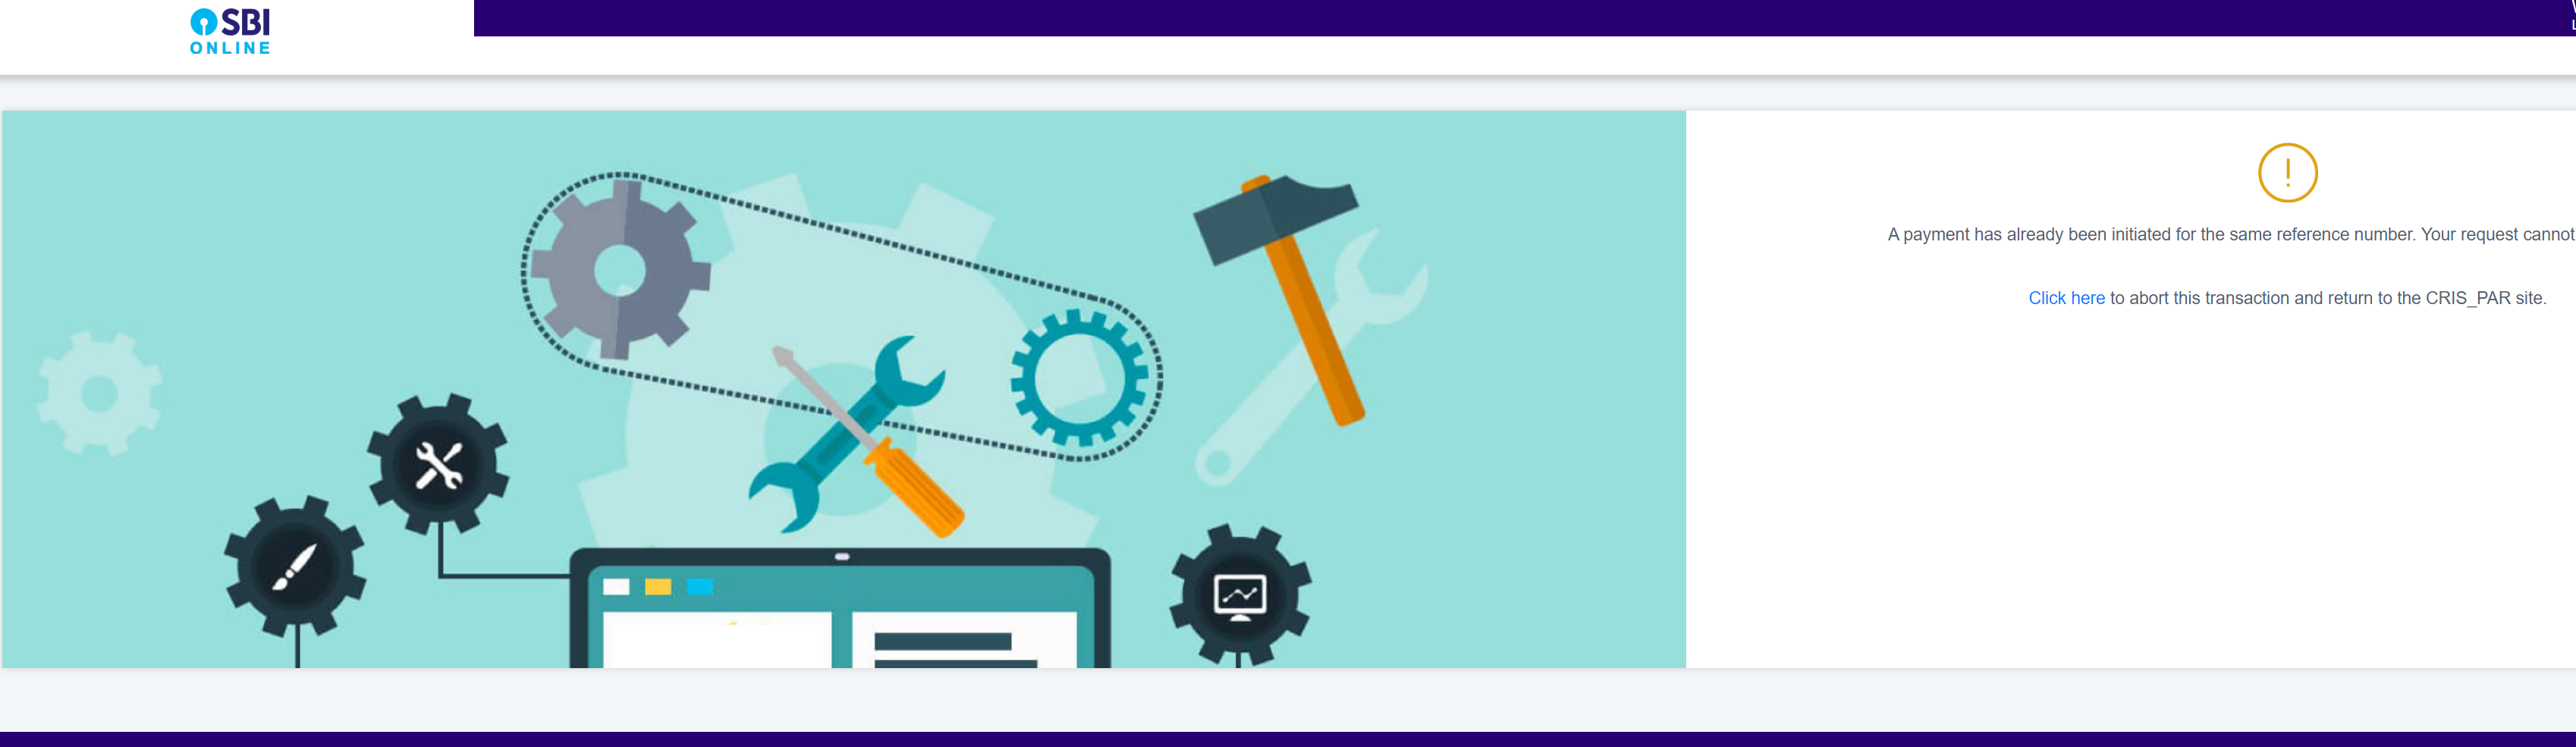 SBI
ONLINE
A payment has already been initiated for the same reference number. Your request cannot
Click here to abort this transaction and return to the CRIS_PAR site.